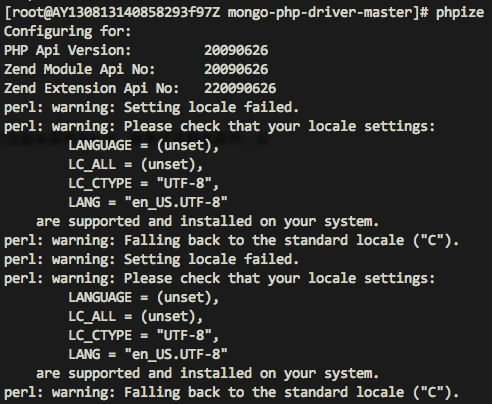 [root@AY130813140858293f97Z mongo-php-driver-master]# phpize
Configuring for:
PHP Api Version:         20090626
Zend Module Api No:      20090626
Zend Extension Api No:   220090626
perl: warning: Setting locale failed.
perl: warning: Please check that your locale settings:
        LANGUAGE = (unset),
        LC_ALL = (unset),
        LC_CTYPE = "UTF-8",
        LANG = "en_US.UTF-8"
    are supported and installed on your system.
perl: warning: Falling back to the standard locale ("C").
perl: warning: Setting locale failed.
perl: warning: Please check that your locale settings:
        LANGUAGE = (unset),
        LC_ALL = (unset),
        LC_CTYPE = "UTF-8",
        LANG = "en_US.UTF-8"
    are supported and installed on your system.
perl: warning: Falling back to the standard locale ("C").